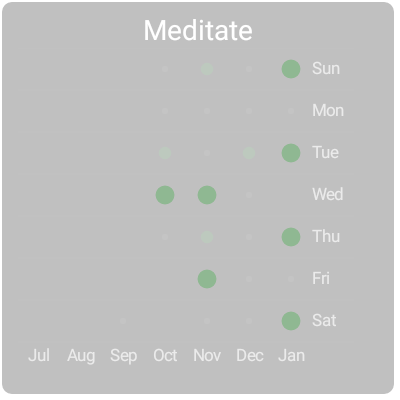 Meditate
Sun
Mon
Tue
Wed
Thu
Fri
Sat
Jul Aug Sep Oct Nov Dec Jan